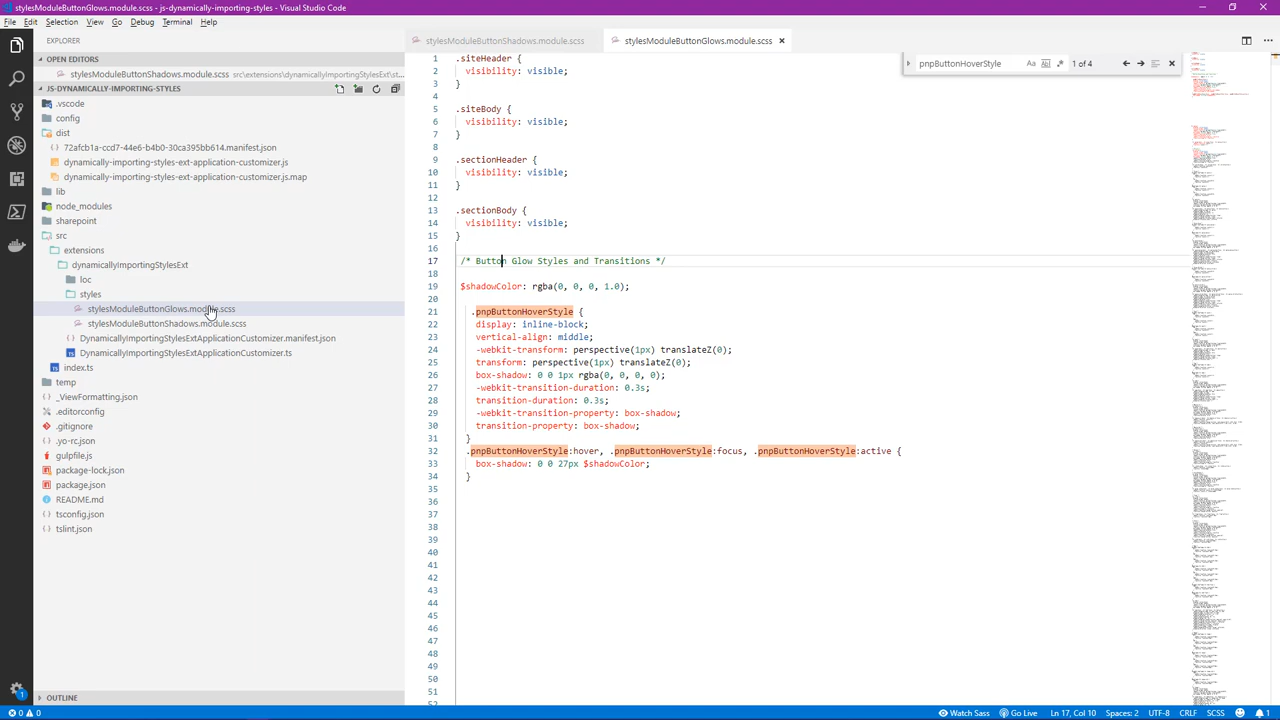 stylesModuleButtonGlows.module.scss - js-dynamically-importing-styles - Visual Studio Code
File Edit Selection View Go Debug Terminal Help
EXPLORER
OPEN EDITORS
stylesModuleButtonShadows.module.scss src\extensions\dynamicallyImportingStylesExt\st...
JS-DYNAMICALLY-IMPORTING-STYLES
.vscode
config
dist
72afcb1a-ccd7-44e6-b4b0-30ca395bb614.manifest.json
dynamically-importing-styles-ext-application-customizer.js
dynamically-importing-styles-ext-application-customizer.js.map
lib
node_modules
sharepoint
src
extensions
dynamicallyImportingStylesExt
loc
styles
stylesModuleButtonGlows.module.scss
stylesModuleButtonShadows.module.scss
DynamicallyImportingStylesExtApplicationCustomizer.manifest.json
DynamicallyImportingStylesExtApplicationCustomizer.ts
index.ts
temp
_ViewFormatting.json
.editorconfig
.gitignore
.yo-rc.json
gulpfile.js
package-lock.json
package.json
README.md
tsconfig.json
tslint.json
OUTLINE
stylesModuleButtonShadows.module.scss stylesModuleButtonGlows.module.scss
pnpButtonHoverStyle Aa Abl .* 1 of 4
1 .siteHeader {
2 visibility: visible;
3 }
4
5 .siteBody {
6 visibility: visible;
7 }
8
9 .sectionHeader {
10 visibility: visible;
11 }
12
13 .sectionBody {
14 visibility: visible;
15 }
16
17 /* Button Glow Styles and Transitions */
18
19 $shadowColor: rgba(0, 0, 0, 1.0);
20
21 .pnpButtonHoverStyle {
22 display: inline-block;
23 vertical-align: middle;
24 -webkit-transform: perspective(1px) translateZ(0);
25 transform: perspective(1px) translateZ(0);
26 box-shadow: 0 0 1px rgba(0, 0, 0, 0);
27 -webkit-transition-duration: 0.3s;
28 transition-duration: 0.3s;
29 -webkit-transition-property: box-shadow;
30 transition-property: box-shadow;
31 }
32 .pnpButtonHoverStyle:hover, .pnpButtonHoverStyle:focus, .pnpButtonHoverStyle:active {
33 box-shadow: 0 0 27px $shadowColor;
34 }
35
36
37
38
39
40
41
42
43
44
45
46
47
48
49
50
51
52
1
0 0 Watch Sass Go Live Ln 17, Col 10 Spaces: 2 UTF-8 CRLF SCSS 1